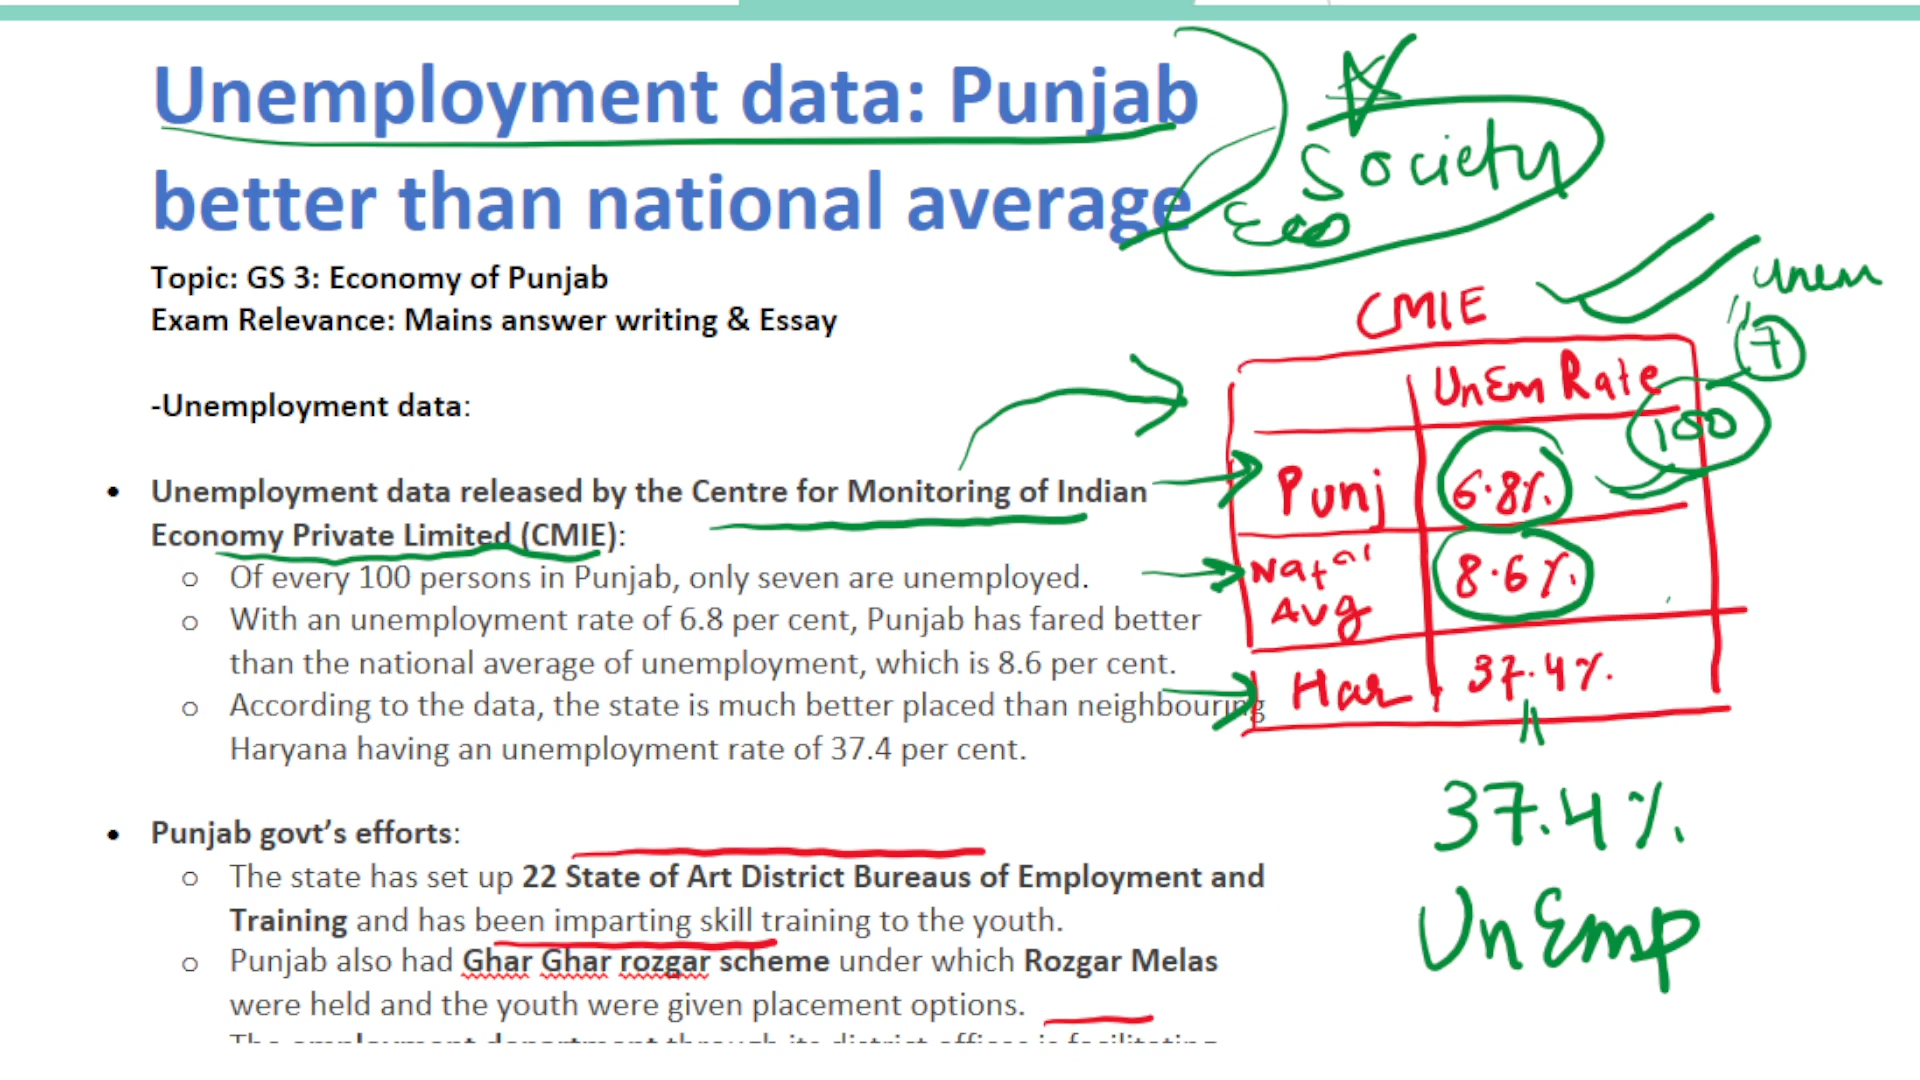 Unemployment data: Punjab
better than national average
Society
Eco
Topic: GS 3: Economy of Punjab
Exam Relevance: Mains answer writing & Essay
-Unemployment data:
• Unemployment data released by the Centre for Monitoring of Indian
Economy Private Limited (CMIE):
o Of every 100 persons in Punjab, only seven are unemployed.
o With an unemployment rate of 6.8 per cent, Punjab has fared better
than the national average of unemployment, which is 8.6 per cent.
o According to the data, the state is much better placed than neighbouring
Haryana having an unemployment rate of 37.4 per cent.
• Punjab govt’s efforts:
o The state has set up 22 State of Art District Bureaus of Employment and
Training and has been imparting skill training to the youth.
o Punjab also had Ghar Ghar rozgar scheme under which Rozgar Melas
were held and the youth were given placement options.
CMIE
Unem
7
100
UnEm Rate
Punj 6.8%
Nat
Avg 8.6%
Har 37.4%
37.4%
UnEmp